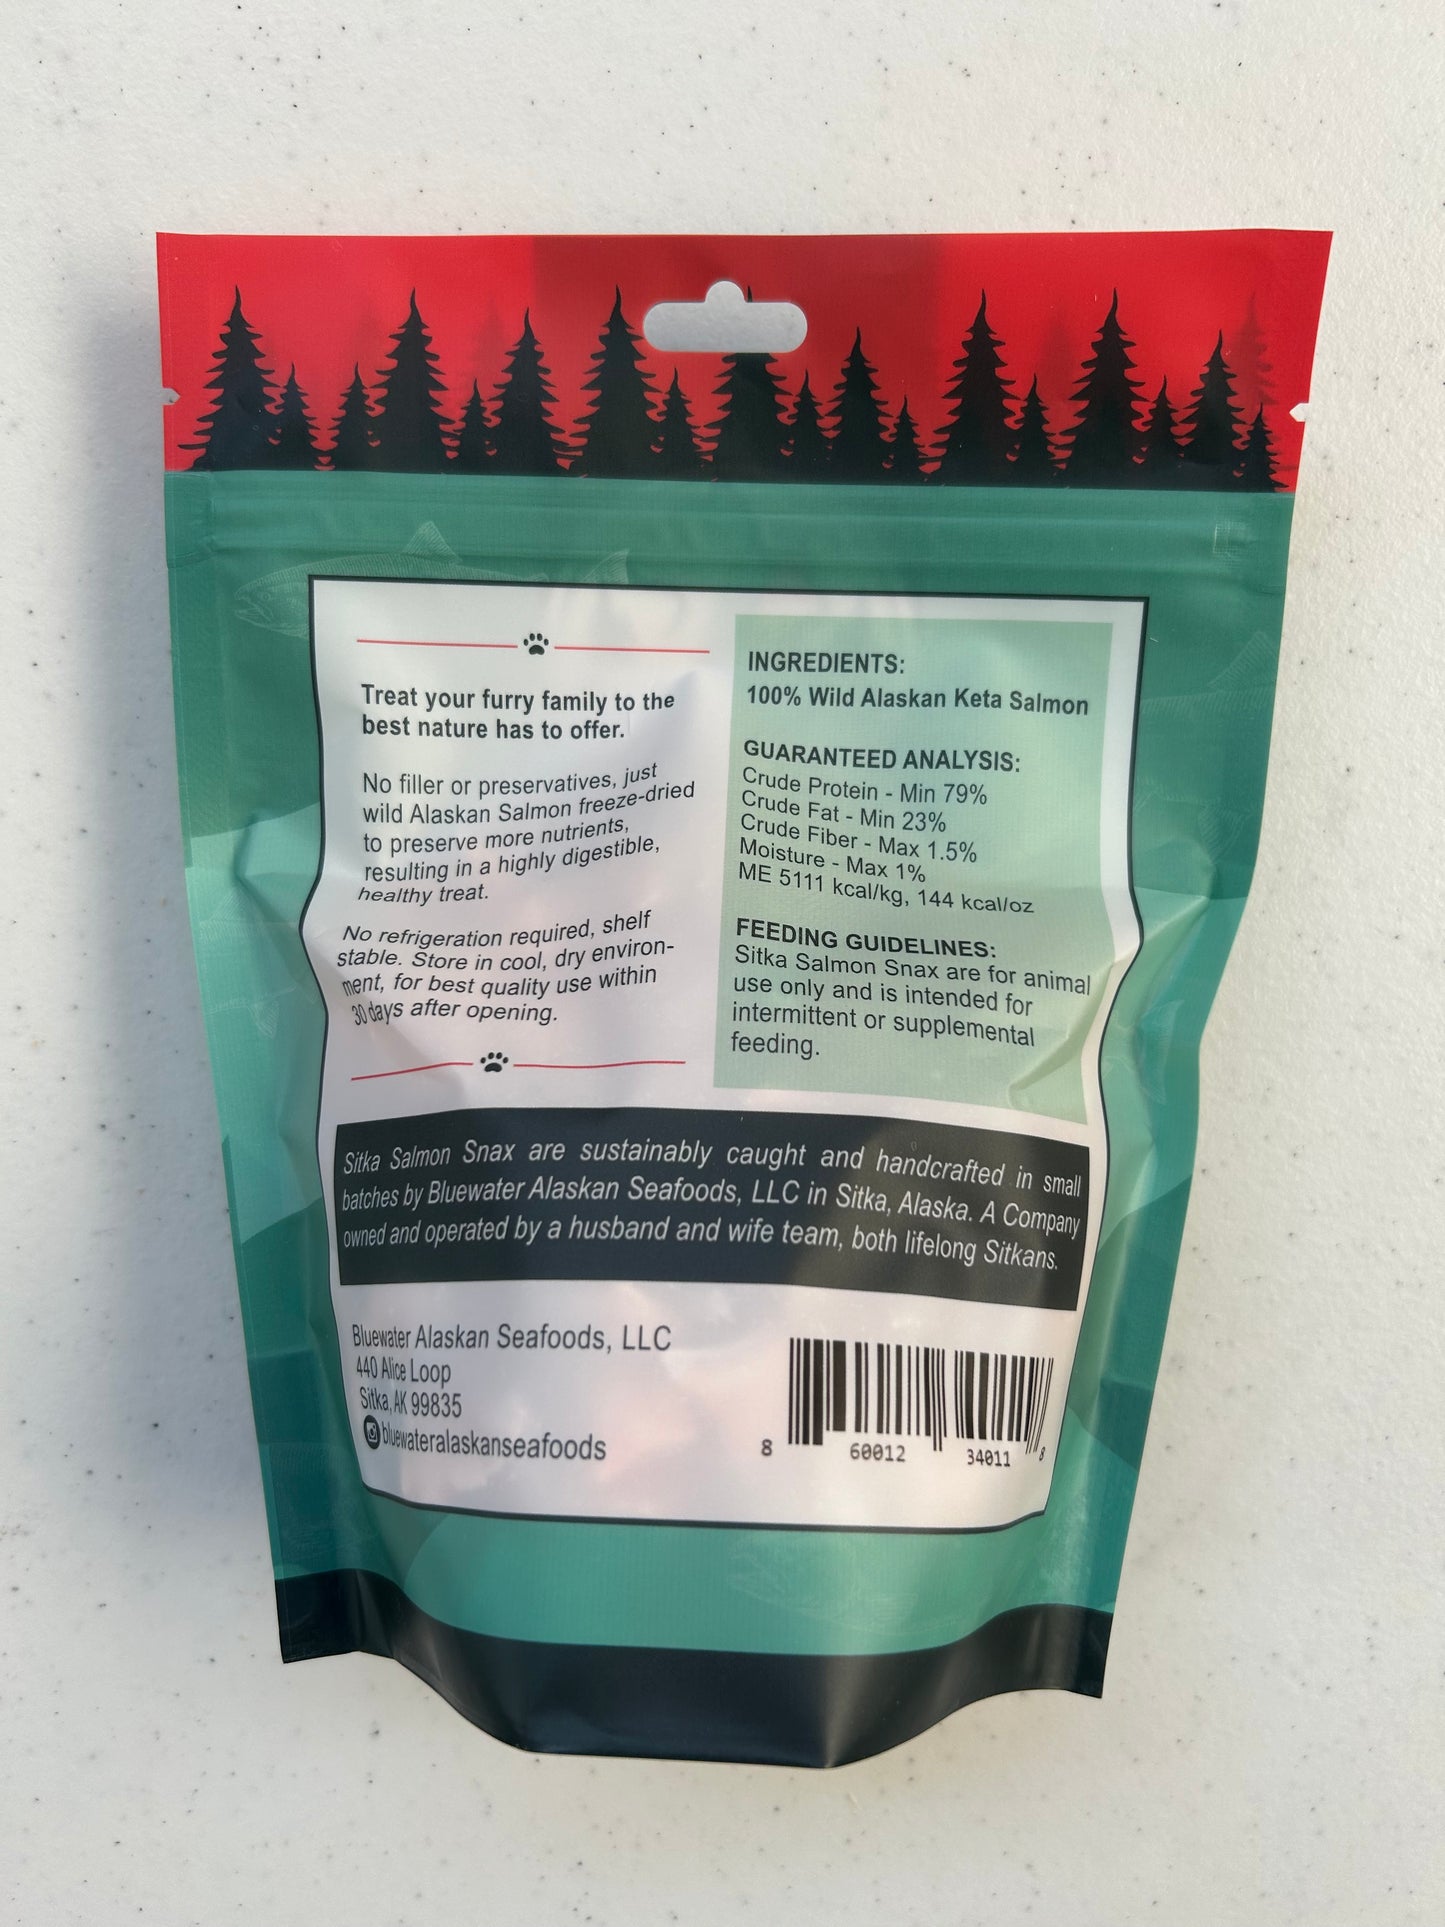 Treat your furry family to the
best nature has to offer.
No filler or preservatives, just
wild Alaskan Salmon freeze-dried
to preserve more nutrients,
resulting in a highly digestible,
healthy treat.
No refrigeration required, shelf
stable. Store in cool, dry environ-
ment, for best quality use within
30 days after opening.
INGREDIENTS:
100% Wild Alaskan Keta Salmon
GUARANTEED ANALYSIS:
Crude Protein - Min 79%
Crude Fat - Min 23%
Crude Fiber - Max 1.5%
Moisture - Max 1%
ME 5111 kcal/kg, 144 kcal/oz
FEEDING GUIDELINES:
Sitka Salmon Snax are for animal
use only and is intended for
intermittent or supplemental
feeding.
Sitka Salmon Snax are sustainably caught and handcrafted in small
batches by Bluewater Alaskan Seafoods, LLC in Sitka, Alaska. A Company
owned and operated by a husband and wife team, both lifelong Sitkans.
Bluewater Alaskan Seafoods, LLC
440 Alice Loop
Sitka, AK 99835
bluewateralaskanseafoods
8 60012 34011 8